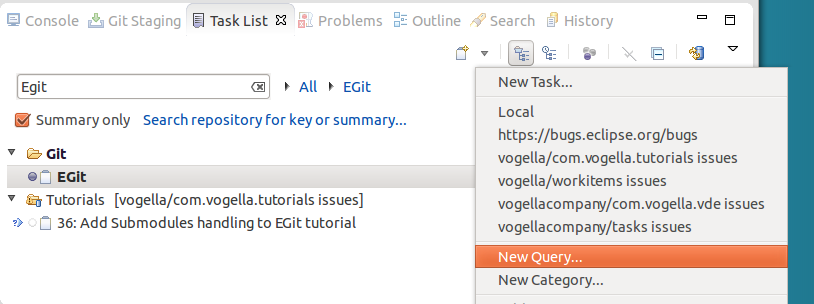 Console Git Staging Task List Problems Outline Search History
Egit All EGit
Summary only Search repository for key or summary...
Git
EGit
Tutorials [vogella/com.vogella.tutorials issues]
36: Add Submodules handling to EGit tutorial
New Task...
Local
https://bugs.eclipse.org/bugs
vogella/com.vogella.tutorials issues
vogella/workitems issues
vogellacompany/com.vogella.vde issues
vogellacompany/tasks issues
New Query...
New Category...